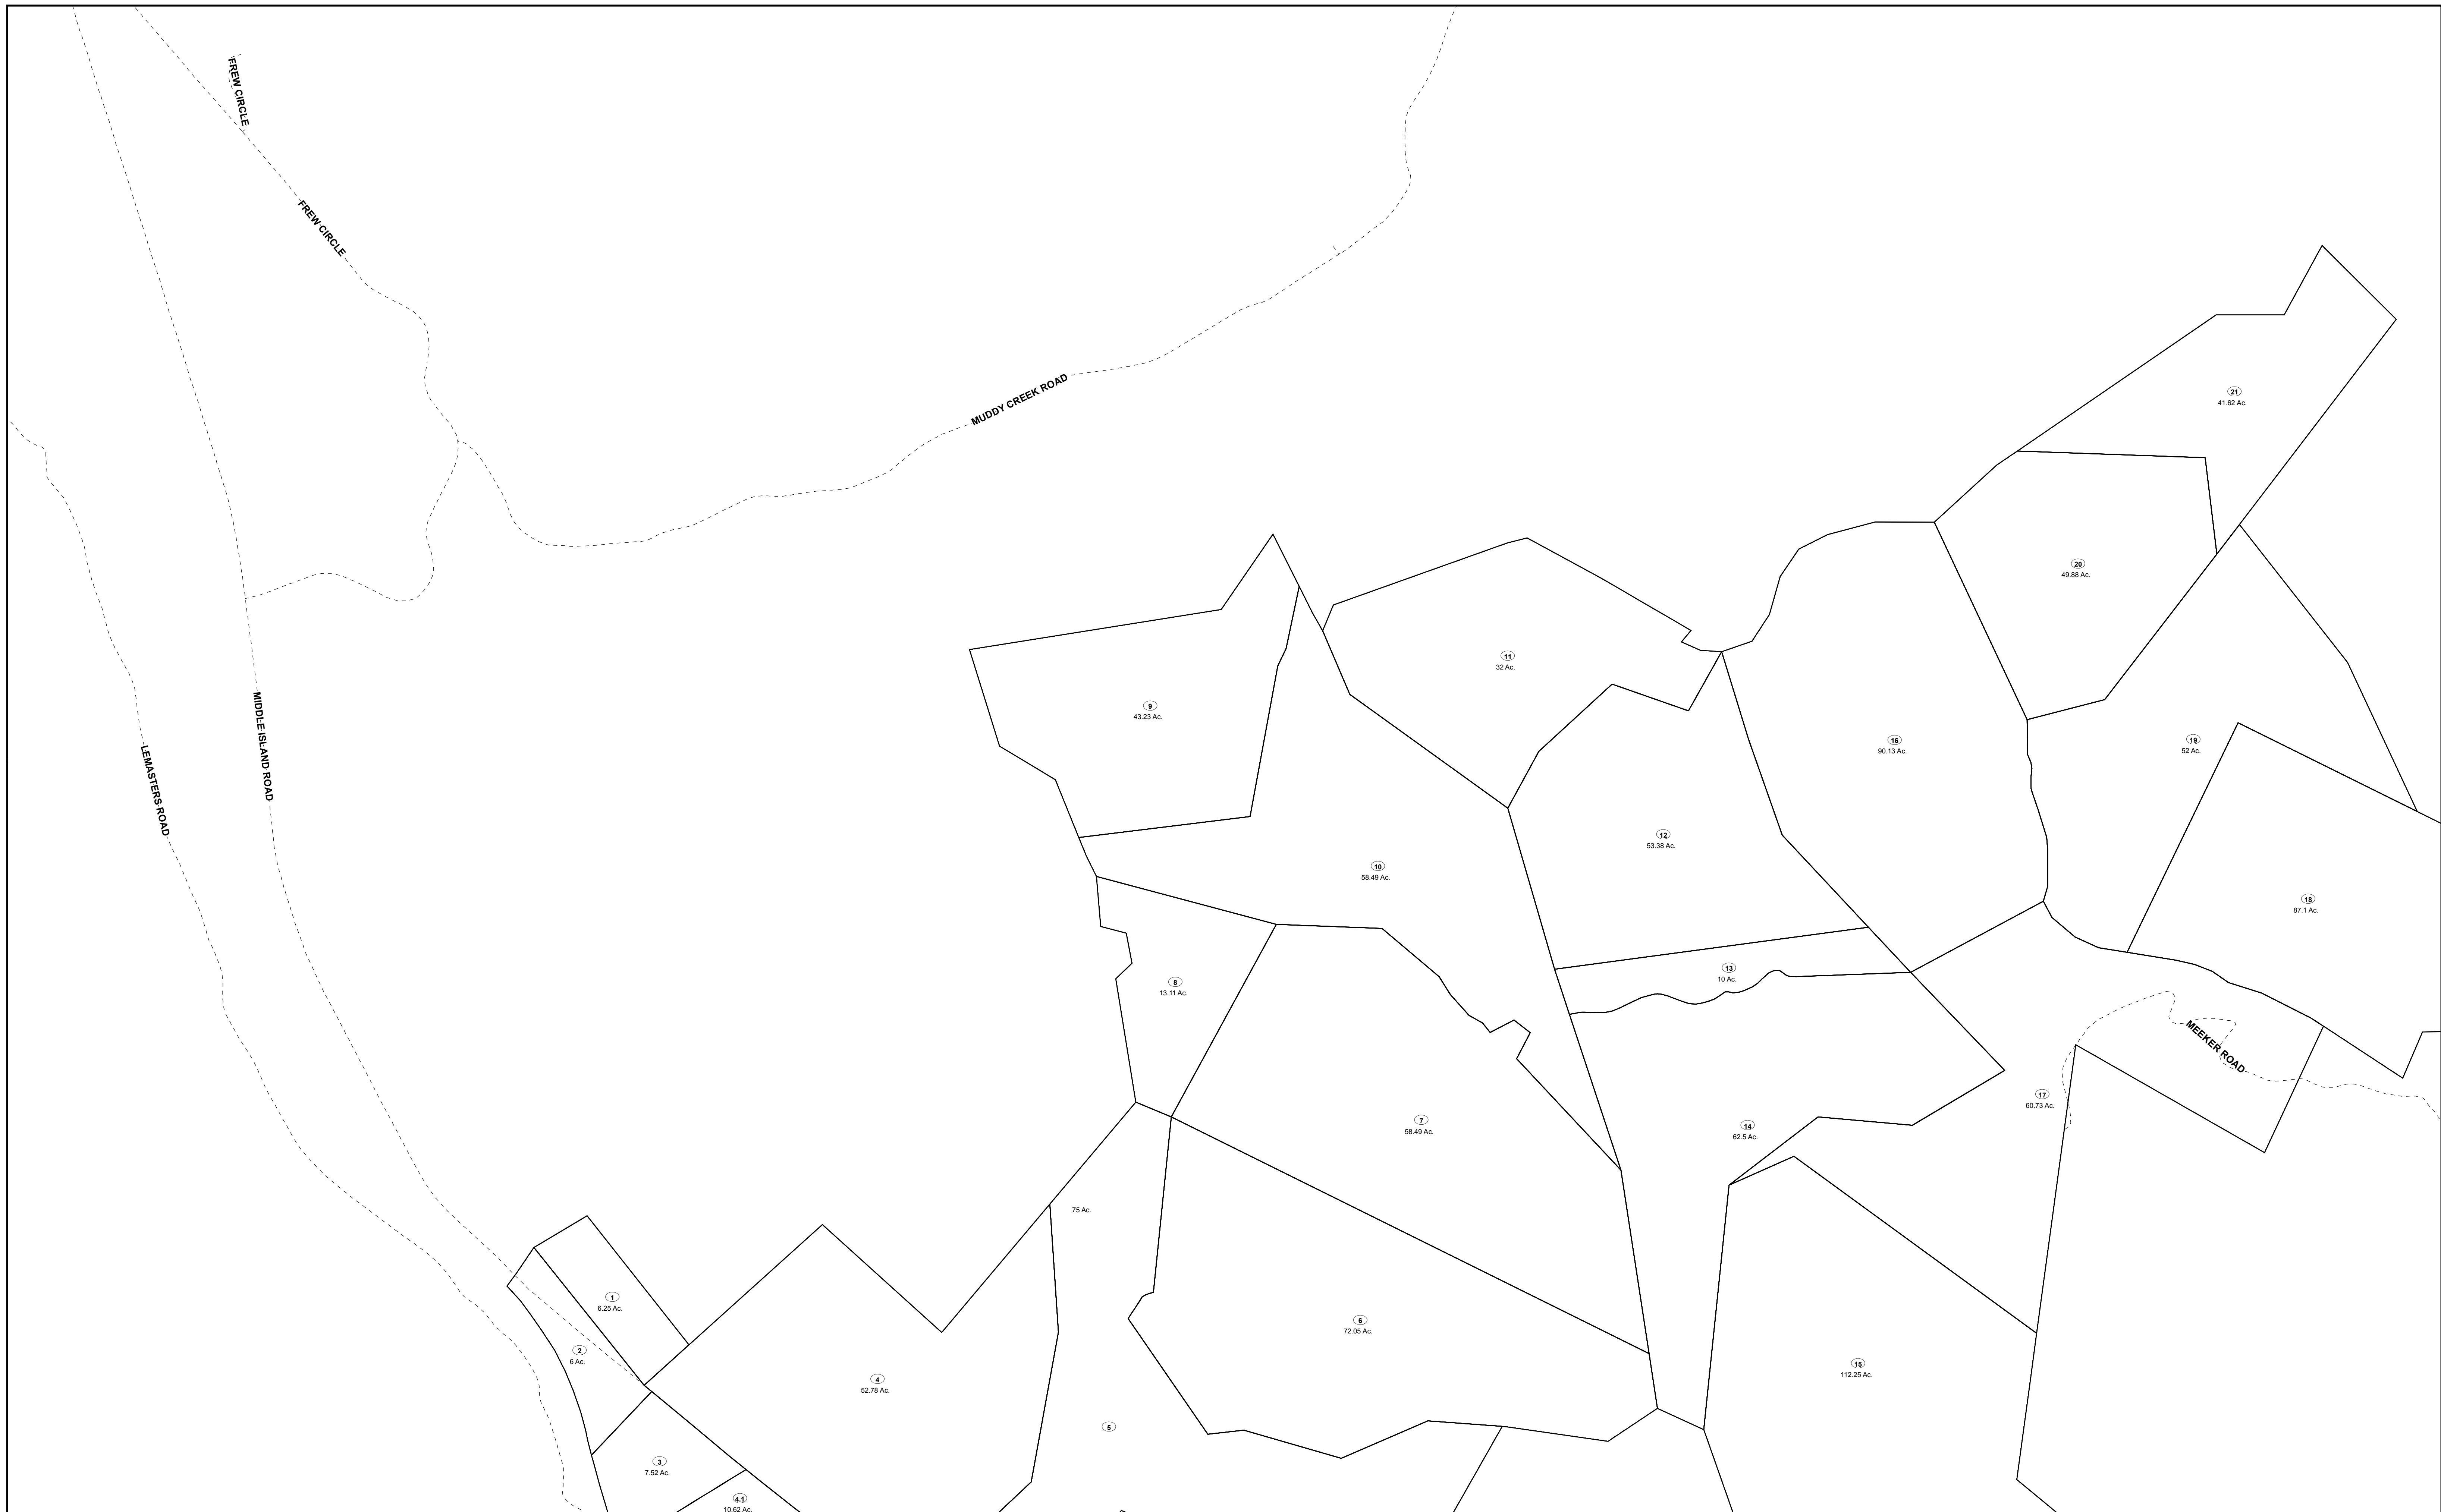 FREW CIRCLE
FREW CIRCLE
MUDDY CREEK ROAD
21
41.62 Ac.
20
49.88 Ac.
11
32 Ac.
9
43.23 Ac.
MIDDLE ISLAND ROAD
LEMASTERS ROAD
16
90.13 Ac.
19
52 Ac.
12
53.38 Ac.
10
58.49 Ac.
18
87.1 Ac.
13
10 Ac.
8
13.11 Ac.
MEEKER ROAD
17
60.73 Ac.
7
58.49 Ac.
14
62.5 Ac.
75 Ac.
1
6.25 Ac.
6
72.05 Ac.
2
6 Ac.
15
112.25 Ac.
4
52.78 Ac.
5
3
7.52 Ac.
4.1
10.62 Ac.